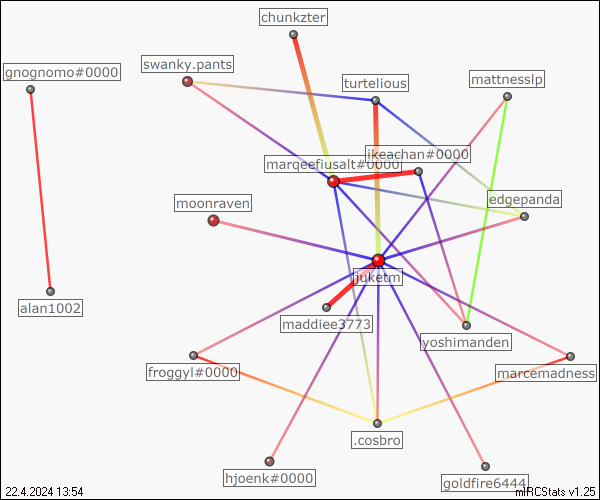 chunkzter
gnognomo#0000
swanky.pants
turtelious
mattnesslp
ikeachan#0000
marqeefiusalt#0000
moonraven
edgepanda
juketm
alan1002
maddiee3773
yoshimanden
froggyl#0000
marcemadness
.cosbro
hjoenk#0000
goldfire6444
22.4.2024 13:54
mIRCStats v1.25